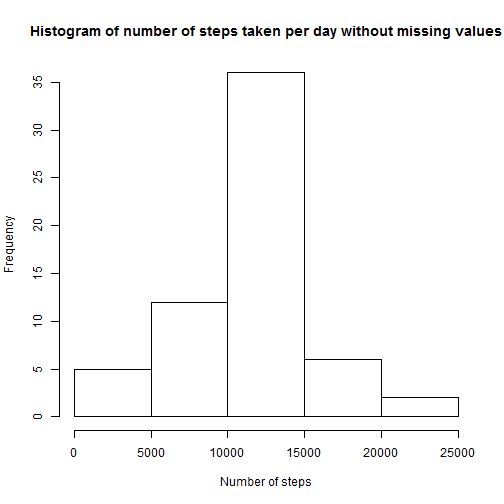 Histogram of number of steps taken per day without missing values
35
30
25
20
15
10
5
0
Frequency
0 5000 10000 15000 20000 25000
Number of steps